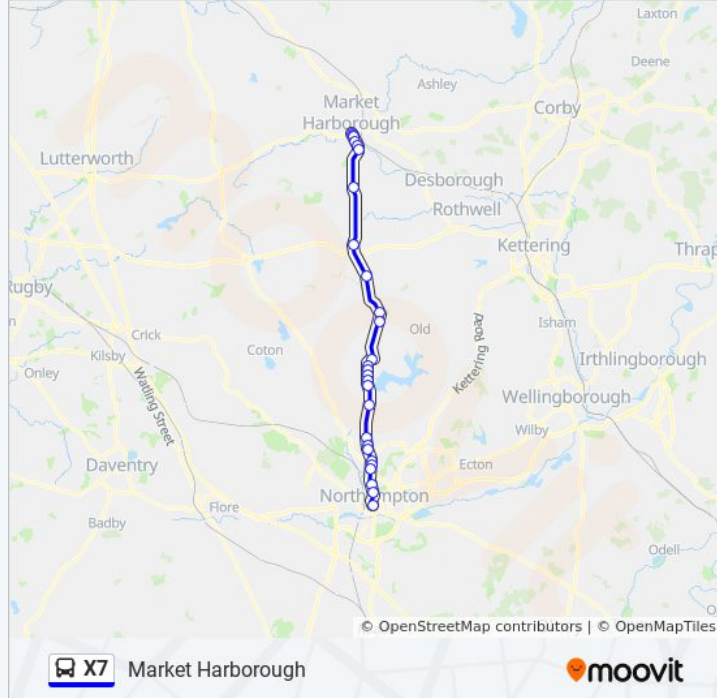 Laxton
Deene
Ashley
Market
Harborough
Corby
Lutterworth
Desborough
Rothwell
Kettering
Thrap
Rugby
n
Old
Isham
Crick
Coton
Kilsby
Onley
Kettering Road
Irthlingborough
Watling Street
Wellingborough
Wilby
Daventry
Ecton
Northampton
Flore
Badby
Odell
O
© OpenStreetMap contributors | © OpenMapTiles
X7 Market Harborough
moovit